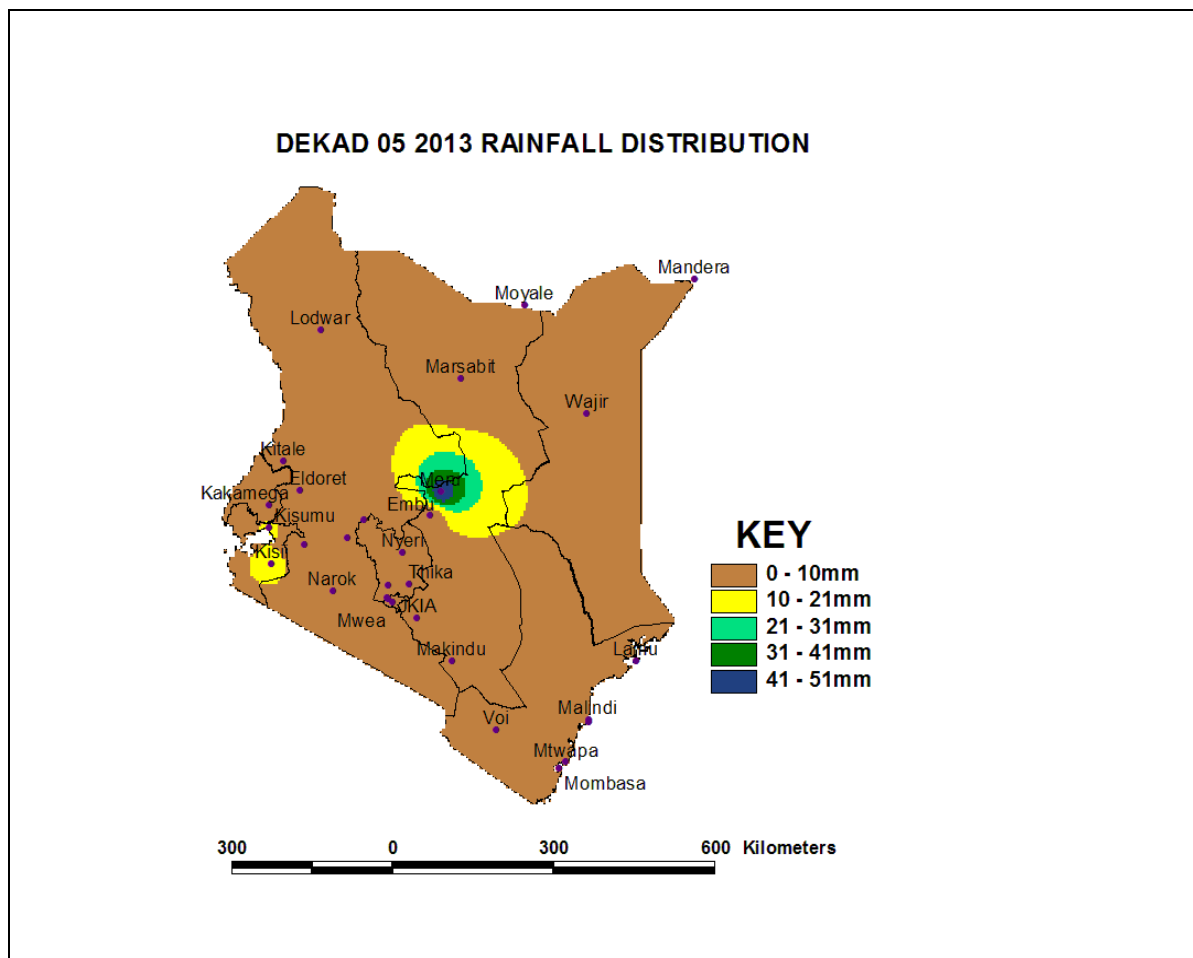 DEKAD 05 2013 RAINFALL DISTRIBUTION
Mandera
Moyale
Lodwar
Marsabit
Wajir
Kitale
Eldoret
Meru
Kakamega
Embu
Kisumu
Nyeri
Kisii
Thika
Narok
JKIA
Mwea
Makindu
Lamu
Malindi
Voi
Mtwapa
Mombasa
KEY
0 - 10mm
10 - 21mm
21 - 31mm
31 - 41mm
41 - 51mm
300 0 300 600 Kilometers